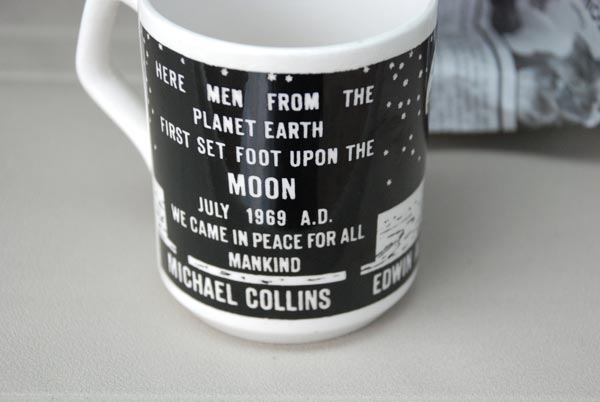 HERE MEN FROM THE
PLANET EARTH
FIRST SET FOOT UPON THE
MOON
JULY 1969 A.D.
WE CAME IN PEACE FOR ALL
MANKIND
MICHAEL COLLINS EDWIN